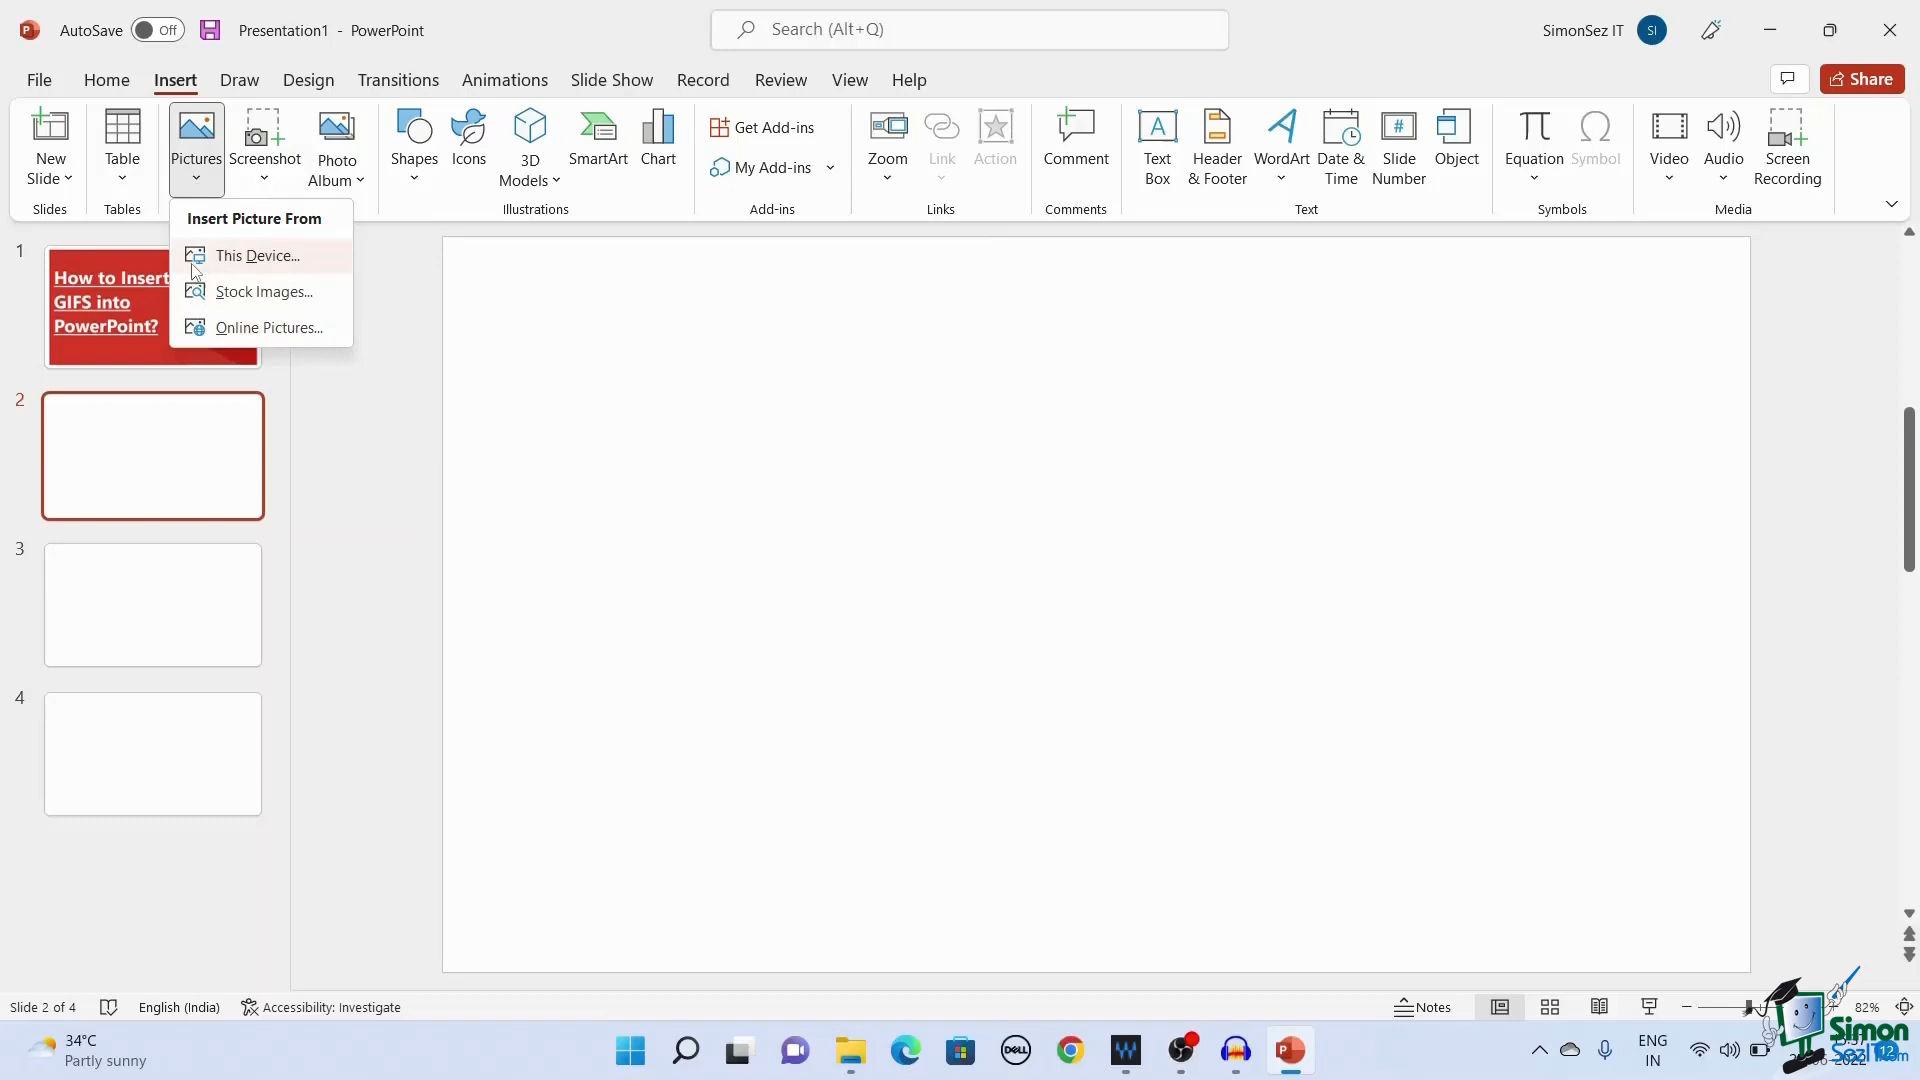 AutoSave Off Presentation1 - PowerPoint Search (Alt+Q) SimonSez IT SI
File Home Insert Draw Design Transitions Animations Slide Show Record Review View Help Share
New Slide
Slides
Table
Tables
Pictures
Screenshot
Photo Album
Shapes
Icons
3D Models
SmartArt
Chart
Illustrations
Get Add-ins
My Add-ins
Add-ins
Zoom
Link
Action
Links
Comment
Comments
Text Box
Header & Footer
WordArt
Date & Time
Slide Number
Object
Text
Equation
Symbol
Symbols
Video
Audio
Screen Recording
Media
Insert Picture From
This Device...
Stock Images...
Online Pictures...
1
How to Insert
GIFS into
PowerPoint?
2
3
4
Slide 2 of 4 English (India) Accessibility: Investigate Notes 82%
34°C
Partly sunny
DELL
ENG
IN
Simon
12